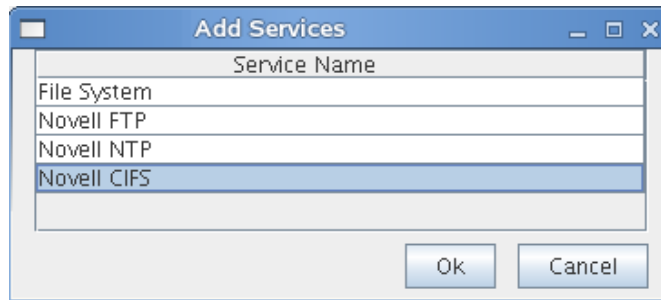 Add Services
Service Name
File System
Novell FTP
Novell NTP
Novell CIFS
Ok Cancel